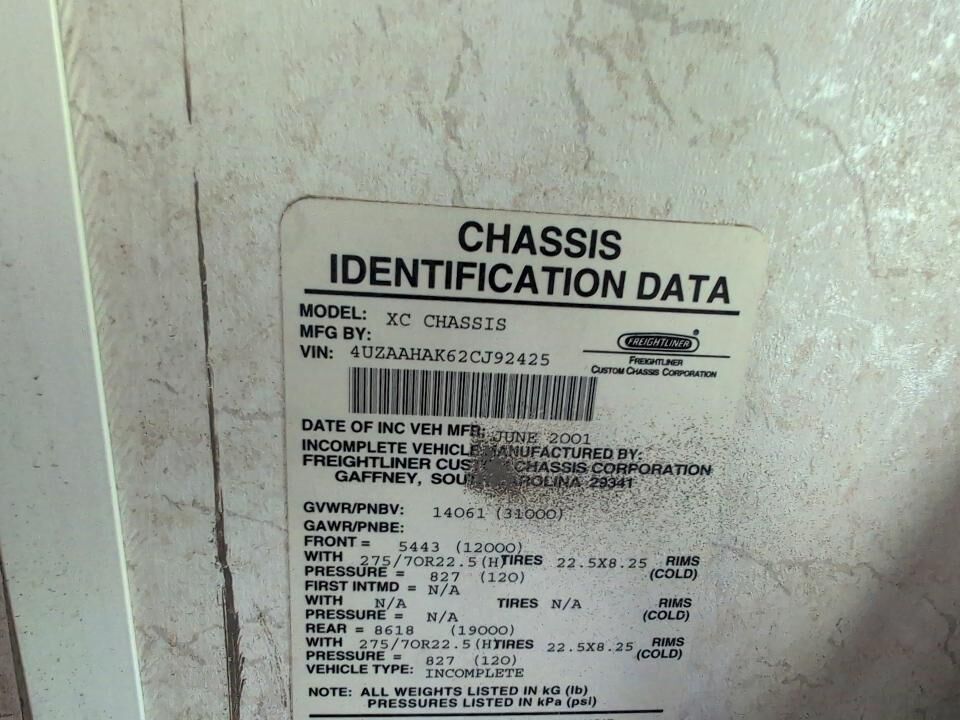 CHASSIS
IDENTIFICATION DATA
MODEL: XC CHASSIS
MFG BY:
FREIGHTLINER®
FREIGHTLINER
CUSTOM CHASSIS CORPORATION
VIN: 4UZAAHAK62CJ92425
DATE OF INC VEH MFR: JUNE 2001
INCOMPLETE VEHICLE MANUFACTURED BY:
FREIGHTLINER CUSTOM CHASSIS CORPORATION
GAFFNEY, SOUTH CAROLINA 29341
GVWR/PNBV: 14061 (31000)
GAWR/PNBE:
FRONT = 5443 (12000)
WITH 275/70R22.5(H) TIRES 22.5X8.25 RIMS
PRESSURE = 827 (120) (COLD)
FIRST INTMD = N/A
WITH N/A TIRES N/A RIMS
PRESSURE = N/A (COLD)
REAR = 8618 (19000)
WITH 275/70R22.5(H) TIRES 22.5X8.25 RIMS
PRESSURE = 827 (120) (COLD)
VEHICLE TYPE: INCOMPLETE
NOTE: ALL WEIGHTS LISTED IN kG (lb)
PRESSURES LISTED IN kPa (psi)